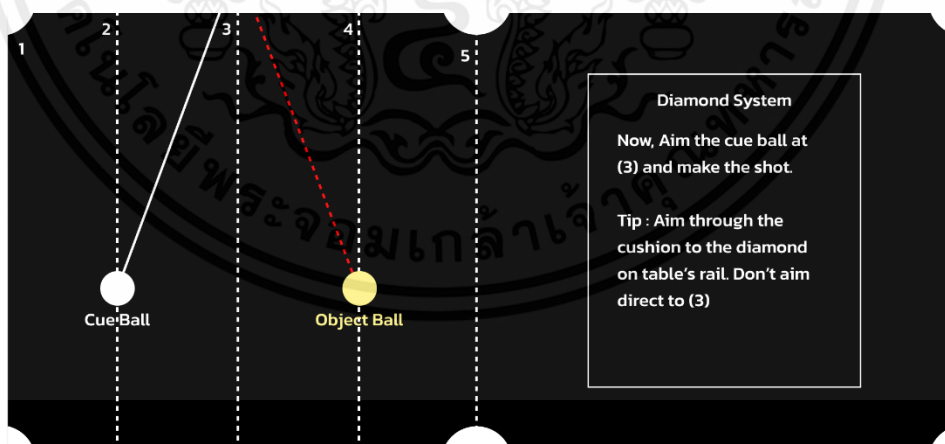 1
2
3
4
5
Cue Ball
Object Ball
Diamond System
Now, Aim the cue ball at
(3) and make the shot.
Tip : Aim through the
cushion to the diamond
on table's rail. Don't aim
direct to (3)